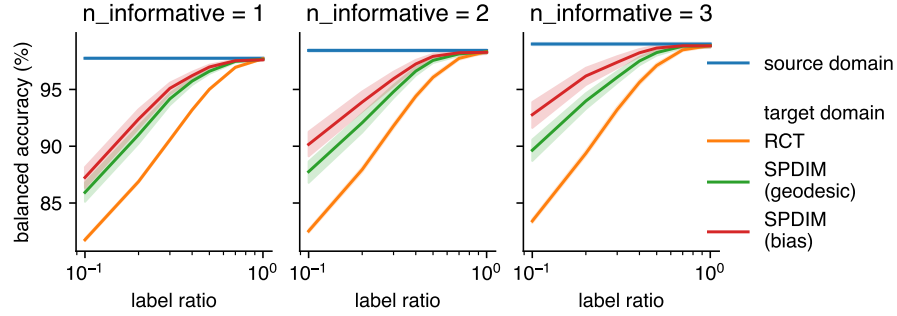 n_informative = 1
n_informative = 2
n_informative = 3
balanced accuracy (%)
95
90
85
10⁻¹
10⁰
10⁻¹
10⁰
10⁻¹
10⁰
label ratio
label ratio
label ratio
source domain
target domain
RCT
SPDIM
(geodesic)
SPDIM
(bias)